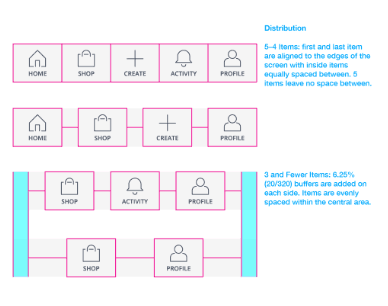 Distribution
5–4 Items: first and last item
are aligned to the edges of the
screen with inside items
equally spaced between. 5
items leave no space between.
HOME SHOP CREATE ACTIVITY PROFILE
HOME SHOP CREATE PROFILE
3 and Fewer Items: 6.25%
(20/320) buffers are added on
each side. Items are evenly
spaced within the central area.
SHOP ACTIVITY PROFILE
SHOP PROFILE